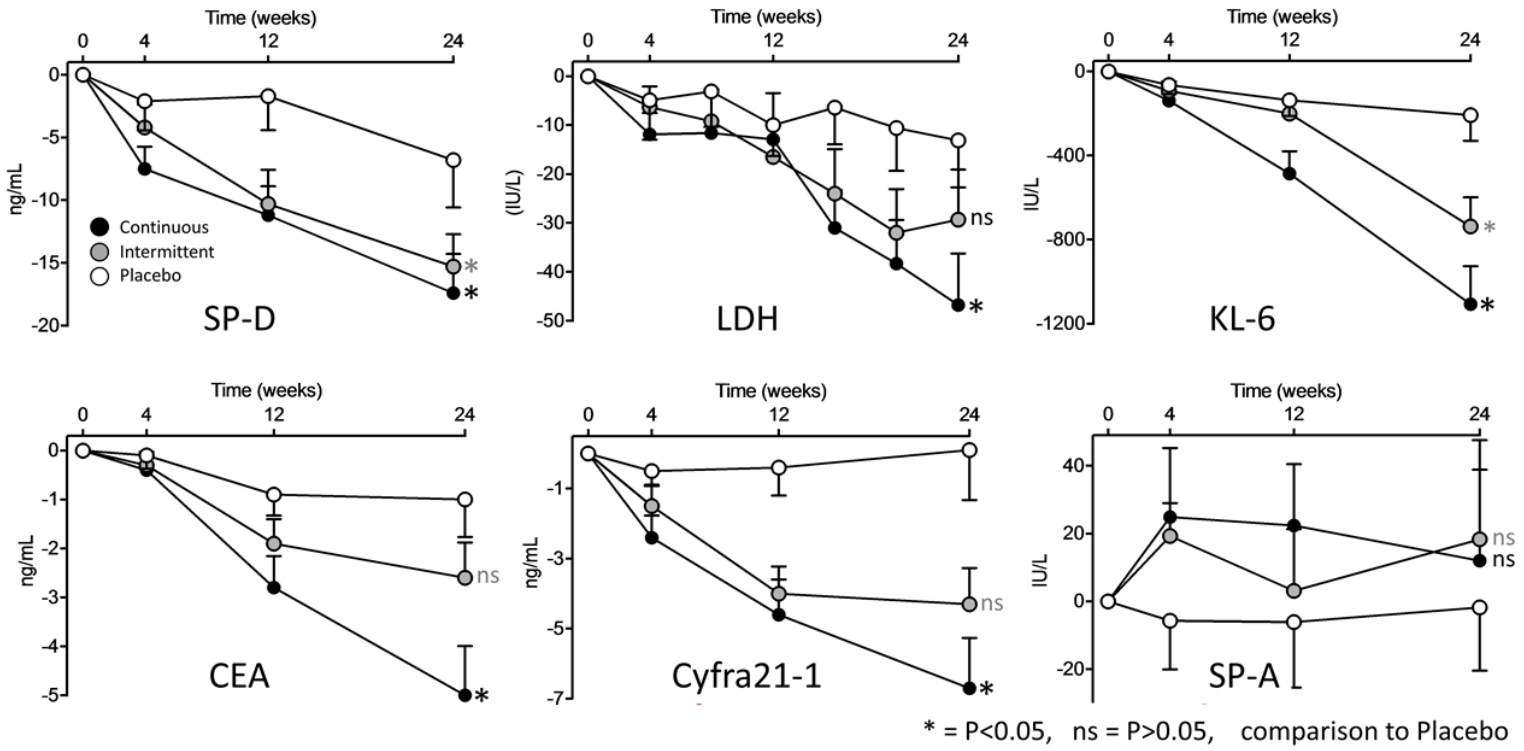 Time (weeks)
0 4 12 24
0
-5
-10
-15
-20
ng/mL
Continuous
Intermittent
Placebo
*
*
SP-D
Time (weeks)
0 4 12 24
0
-10
-20
-30
-40
-50
(IU/L)
ns
*
LDH
Time (weeks)
0 4 12 24
0
-400
-800
-1200
IU/L
*
*
KL-6
Time (weeks)
0 4 12 24
0
-1
-2
-3
-4
-5
ng/mL
ns
*
CEA
Time (weeks)
0 4 12 24
-1
-3
-5
-7
ng/mL
ns
*
Cyfra21-1
Time (weeks)
0 4 12 24
40
20
0
-20
IU/L
ns
ns
SP-A
* = P<0.05, ns = P>0.05, comparison to Placebo